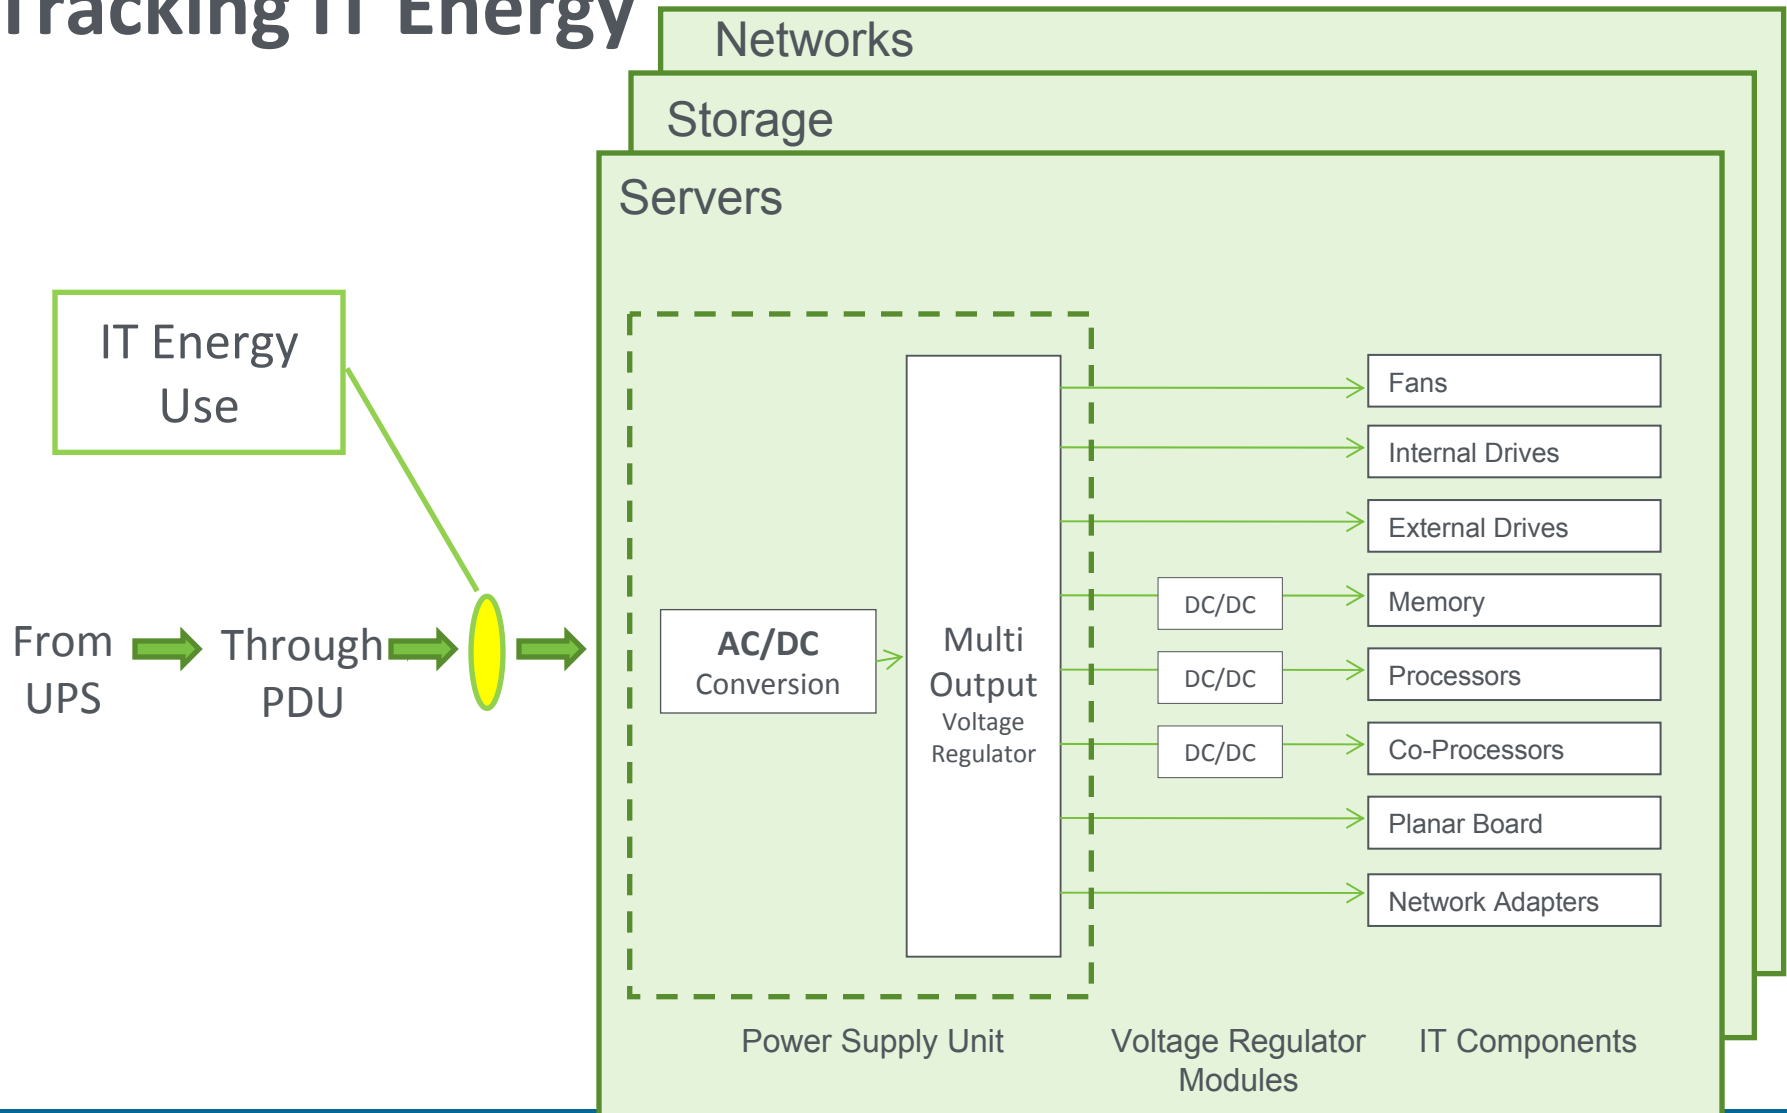 Tracking IT Energy
Networks
Storage
Servers
IT Energy
Use
From
UPS
Through
PDU
AC/DC
Conversion
Multi
Output
Voltage
Regulator
DC/DC
DC/DC
DC/DC
Fans
Internal Drives
External Drives
Memory
Processors
Co-Processors
Planar Board
Network Adapters
Power Supply Unit
Voltage Regulator
Modules
IT Components